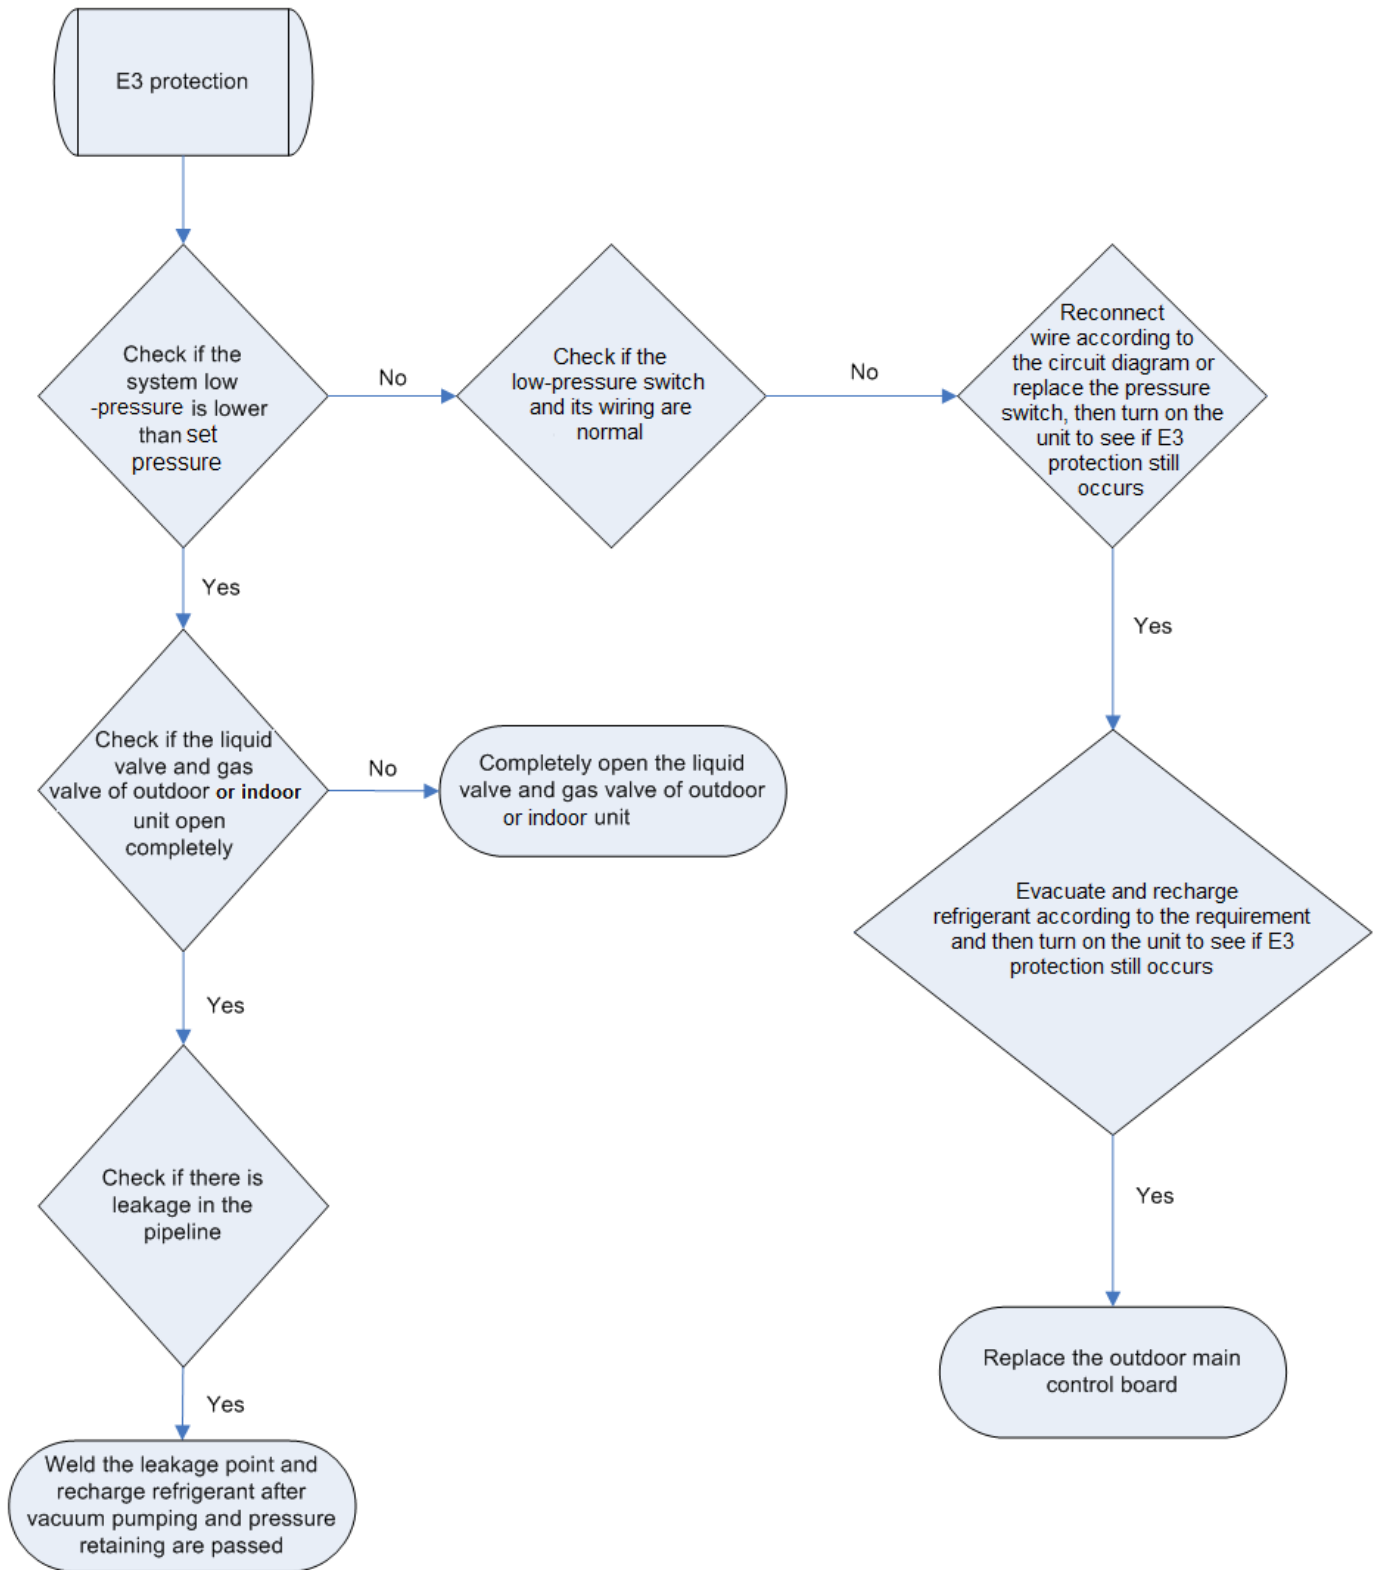 E3 protection
Check if the
system low
-pressure is lower
than set
pressure
No
Check if the
low-pressure switch
and its wiring are
normal
No
Reconnect
wire according to
the circuit diagram or
replace the pressure
switch, then turn on the
unit to see if E3
protection still
occurs
Yes
Yes
Check if the liquid
valve and gas
valve of outdoor or indoor
unit open
completely
No
Completely open the liquid
valve and gas valve of outdoor
or indoor unit
Evacuate and recharge
refrigerant according to the requirement
and then turn on the unit to see if E3
protection still occurs
Yes
Check if there is
leakage in the
pipeline
Yes
Replace the outdoor main
control board
Yes
Weld the leakage point and
recharge refrigerant after
vacuum pumping and pressure
retaining are passed